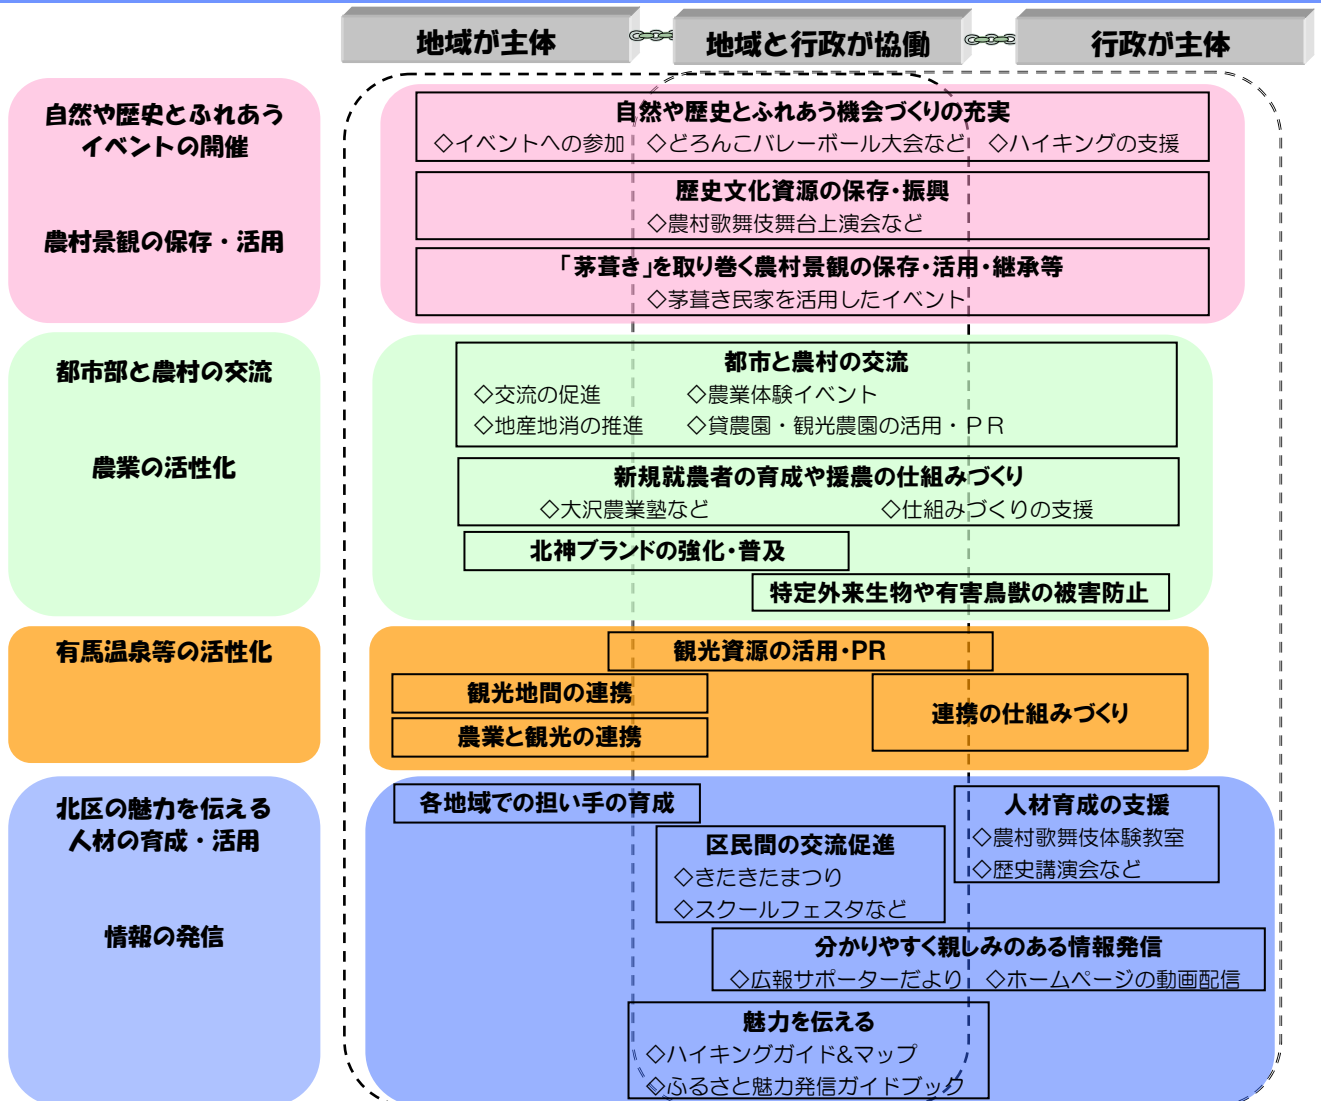 地域が主体
地域と行政が協働
行政が主体
自然や歴史とふれあう
イベントの開催
農村景観の保存・活用
自然や歴史とふれあう機会づくりの充実
◇イベントへの参加 ◇どろんこバレーボール大会など ◇ハイキングの支援
歴史文化資源の保存・振興
◇農村歌舞伎舞台上演会など
「茅葺き」を取り巻く農村景観の保存・活用・継承等
◇茅葺き民家を活用したイベント
都市部と農村の交流
農業の活性化
都市と農村の交流
◇交流の促進 ◇農業体験イベント
◇地産地消の推進 ◇貸農園・観光農園の活用・ＰＲ
新規就農者の育成や援農の仕組みづくり
◇大沢農業塾など ◇仕組みづくりの支援
北神ブランドの強化・普及
特定外来生物や有害鳥獣の被害防止
有馬温泉等の活性化
観光資源の活用・PR
観光地間の連携
農業と観光の連携
連携の仕組みづくり
北区の魅力を伝える
人材の育成・活用
情報の発信
各地域での担い手の育成
人材育成の支援
◇農村歌舞伎体験教室
◇歴史講演会など
区民間の交流促進
◇きたきたまつり
◇スクールフェスタなど
分かりやすく親しみのある情報発信
◇広報サポーターだより ◇ホームページの動画配信
魅力を伝える
◇ハイキングガイド&マップ
◇ふるさと魅力発信ガイドブック